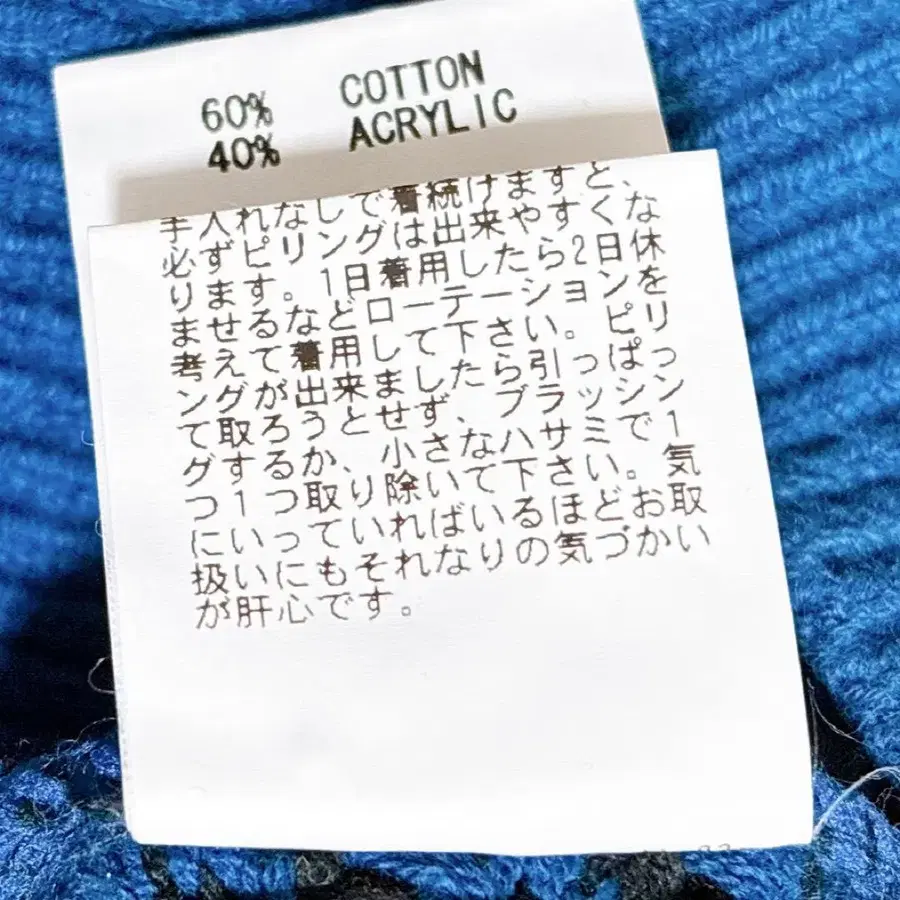 60% COTTON
40% ACRYLIC
手入れなしで着続けますと、
必ずピリングは出来やすくな
ります。1日着用したら2日休
ませるなどローテーションを
考えて着用して下さい。ピリ
ングが出来ましたら引っぱっ
て取ろうとせず、ブラッシン
グするか、小さなハサミで1
つ1つ取り除いて下さい。気
にいっていればいるほどお取
扱いにもそれなりの気づかい
が肝心です。